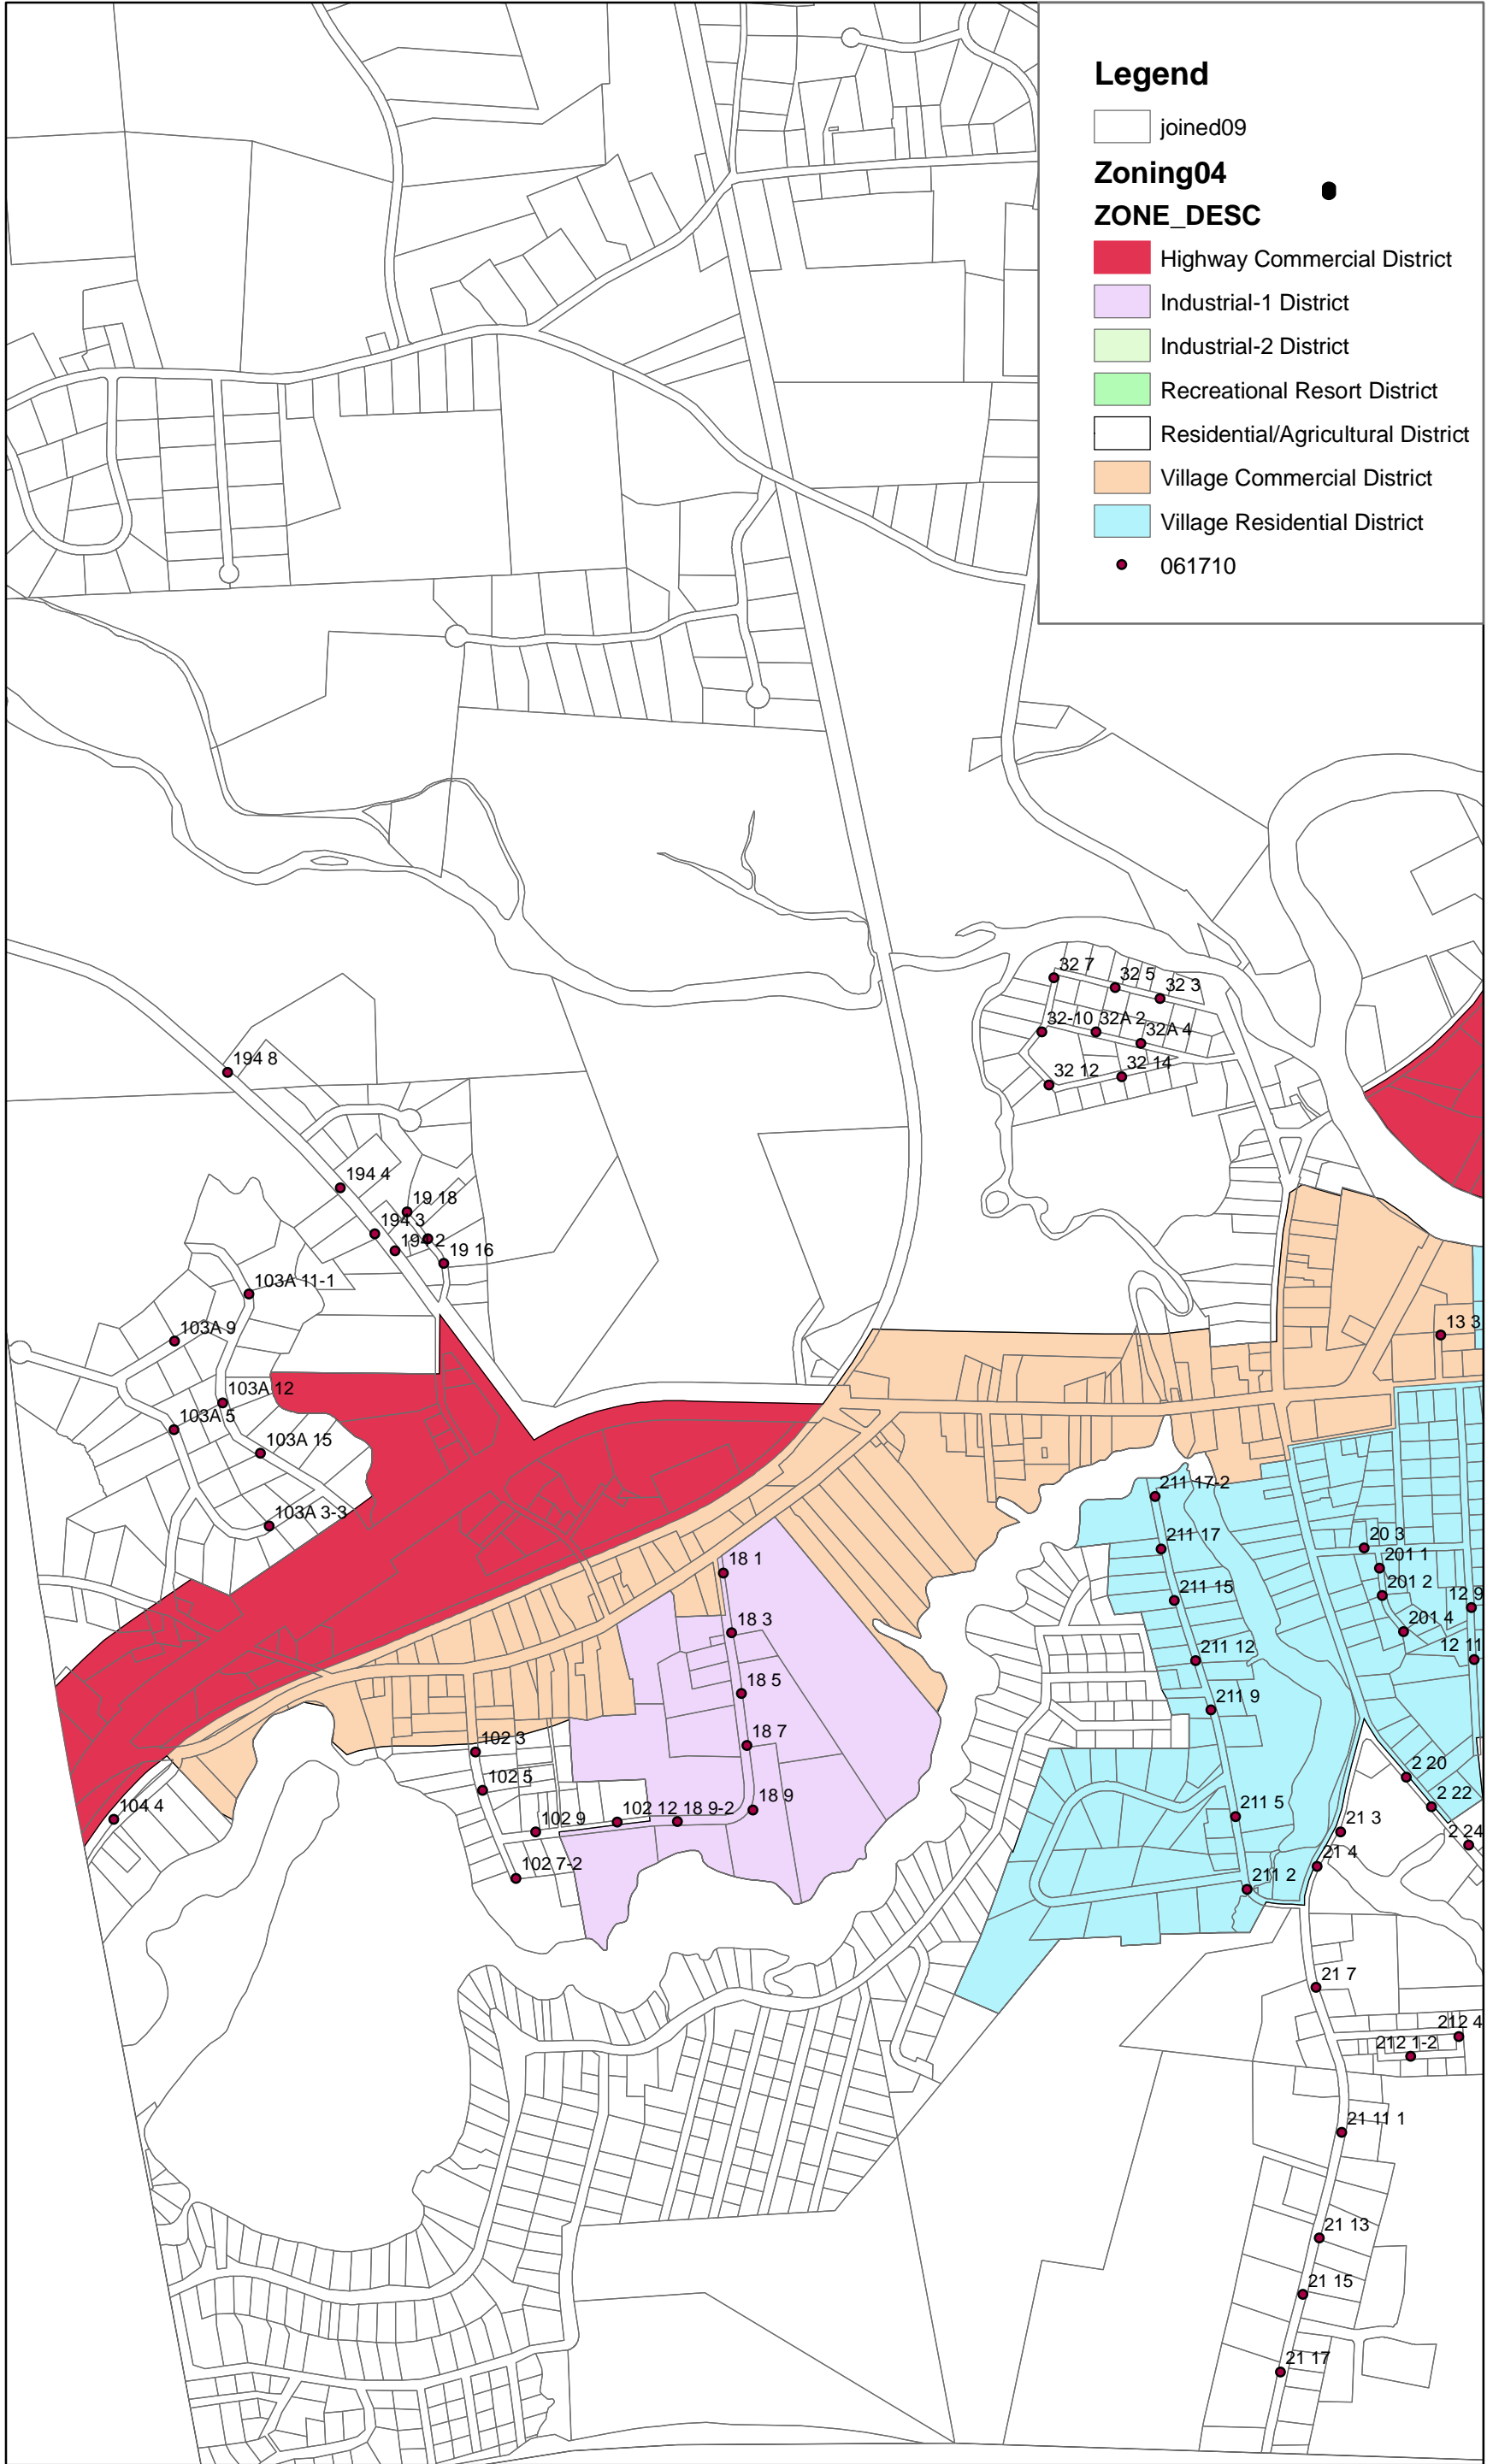 Legend
joined09
Zoning04
ZONE_DESC
Highway Commercial District
Industrial-1 District
Industrial-2 District
Recreational Resort District
Residential/Agricultural District
Village Commercial District
Village Residential District
061710
32 7
32 5
32 3
32-10
32A 2
32A 4
32 12
32 14
194 8
194 4
19 18
194 3
194 2
19 16
103A 11-1
103A 9
103A 12
103A 5
103A 15
103A 3-3
13 3
211 17-2
211 17
211 15
211 12
211 9
211 5
211 2
20 3
201 1
201 2
201 4
12 9
12 11
18 1
18 3
18 5
18 7
18 9
18 9-2
102 3
102 5
102 9
102 12
102 7-2
104 4
2 20
2 22
2 24
21 3
21 4
21 7
212 4
212 1-2
21 11 1
21 13
21 15
21 17